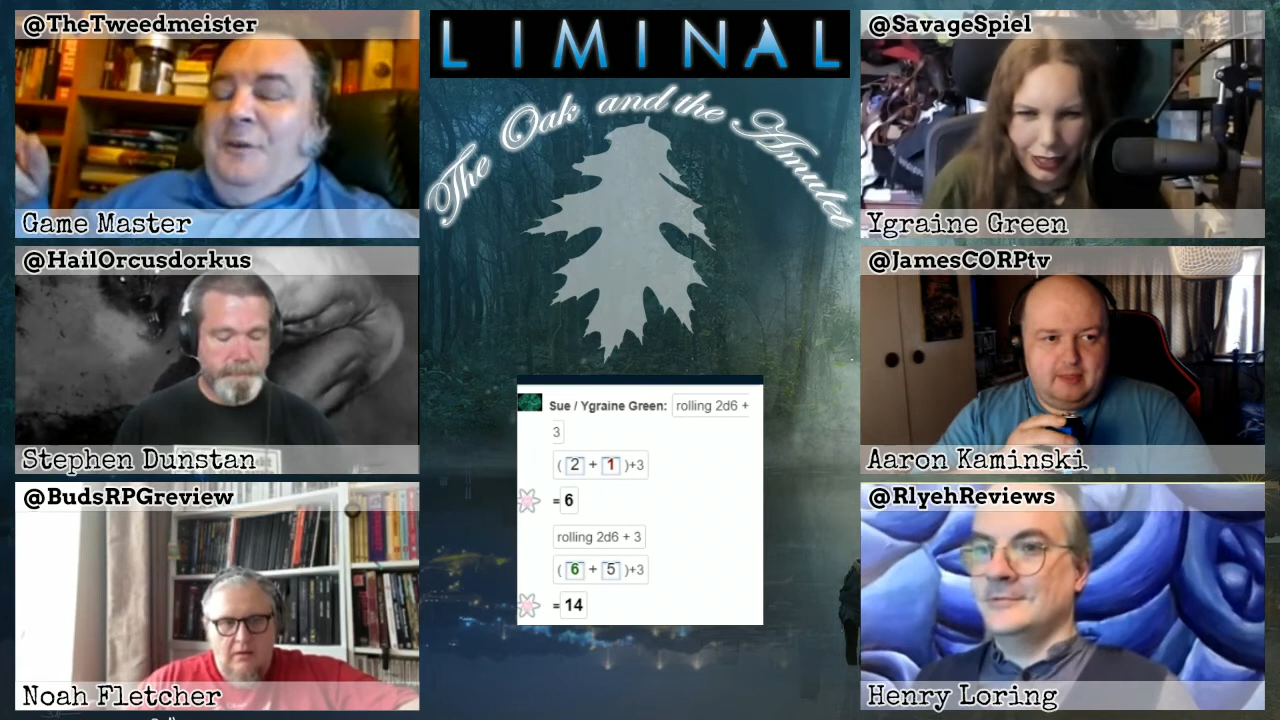 @TheTweedmeister
Game Master
@HailOrcusdorkus
Stephen Dunstan
@BudsRPGreview
Noah Fletcher
LIMINAL
The Oak and the Amulet
Sue / Ygraine Green: rolling 2d6 +
3
( 2 + 1 )+3
= 6
rolling 2d6 + 3
( 6 + 5 )+3
= 14
@SavageSpiel
Ygraine Green
@JamesCORPtv
Aaron Kaminski
@RlyehReviews
Henry Loring